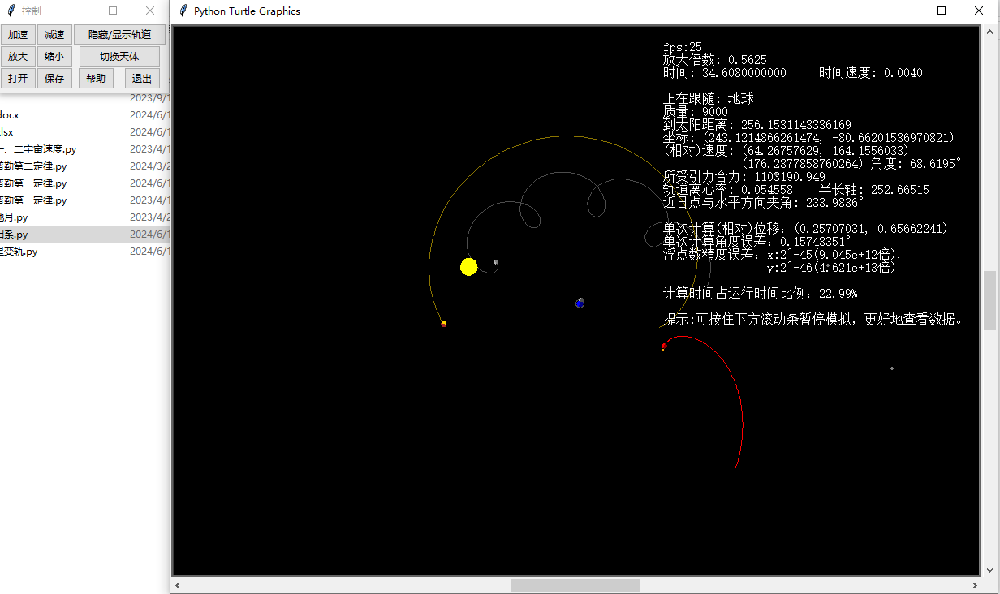 控制
加速 减速 隐藏/显示轨道
放大 缩小 切换天体
打开 保存 帮助 退出
2023/9/1
docx 2024/6/1
lsx 2024/6/1
一、二宇宙速度.py 2023/4/1
普勒第二定律.py 2024/3/2
普勒第三定律.py 2024/6/1
普勒第一定律.py 2023/4/1
地月.py 2023/4/2
日系.py 2024/6/1
星变轨.py 2024/6/1
Python Turtle Graphics
fps:25
放大倍数: 0.5625
时间: 34.6080000000 时间速度: 0.0040
正在跟随: 地球
质量: 9000
到太阳距离: 256.1531143336169
坐标: (243.1214866261474, -80.66201536970821)
(相对)速度: (64.26757629, 164.1556033)
(176.2877858760264) 角度: 68.6195°
所受引力合力: 1103190.949
轨道离心率: 0.054558 半长轴: 252.66515
近日点与水平方向夹角: 233.9836°
单次计算(相对)位移: (0.25707031, 0.65662241)
单次计算角度误差: 0.15748351°
浮点数精度误差: x:2^-45(9.045e+12倍),
y:2^-46(4.621e+13倍)
计算时间占运行时间比例: 22.99%
提示:可按住下方滚动条暂停模拟，更好地查看数据。